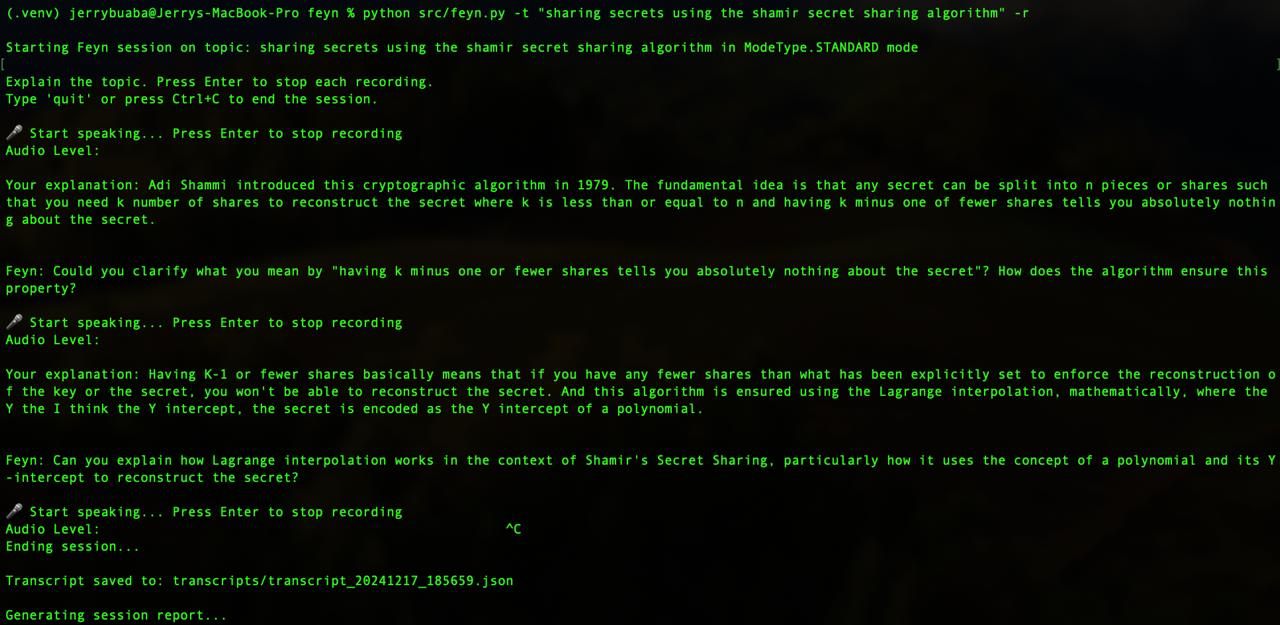 (.venv) jerrybuaba@Jerrys-MacBook-Pro feyn % python src/feyn.py -t "sharing secrets using the shamir secret sharing algorithm" -r
Starting Feyn session on topic: sharing secrets using the shamir secret sharing algorithm in ModeType.STANDARD mode
[ ]
Explain the topic. Press Enter to stop each recording.
Type 'quit' or press Ctrl+C to end the session.
🎤 Start speaking... Press Enter to stop recording
Audio Level:
Your explanation: Adi Shammi introduced this cryptographic algorithm in 1979. The fundamental idea is that any secret can be split into n pieces or shares such
that you need k number of shares to reconstruct the secret where k is less than or equal to n and having k minus one of fewer shares tells you absolutely nothin
g about the secret.
Feyn: Could you clarify what you mean by "having k minus one or fewer shares tells you absolutely nothing about the secret"? How does the algorithm ensure this
property?
🎤 Start speaking... Press Enter to stop recording
Audio Level:
Your explanation: Having K-1 or fewer shares basically means that if you have any fewer shares than what has been explicitly set to enforce the reconstruction o
f the key or the secret, you won't be able to reconstruct the secret. And this algorithm is ensured using the Lagrange interpolation, mathematically, where the
Y the I think the Y intercept, the secret is encoded as the Y intercept of a polynomial.
Feyn: Can you explain how Lagrange interpolation works in the context of Shamir's Secret Sharing, particularly how it uses the concept of a polynomial and its Y
-intercept to reconstruct the secret?
🎤 Start speaking... Press Enter to stop recording
Audio Level: ^C
Ending session...
Transcript saved to: transcripts/transcript_20241217_185659.json
Generating session report...